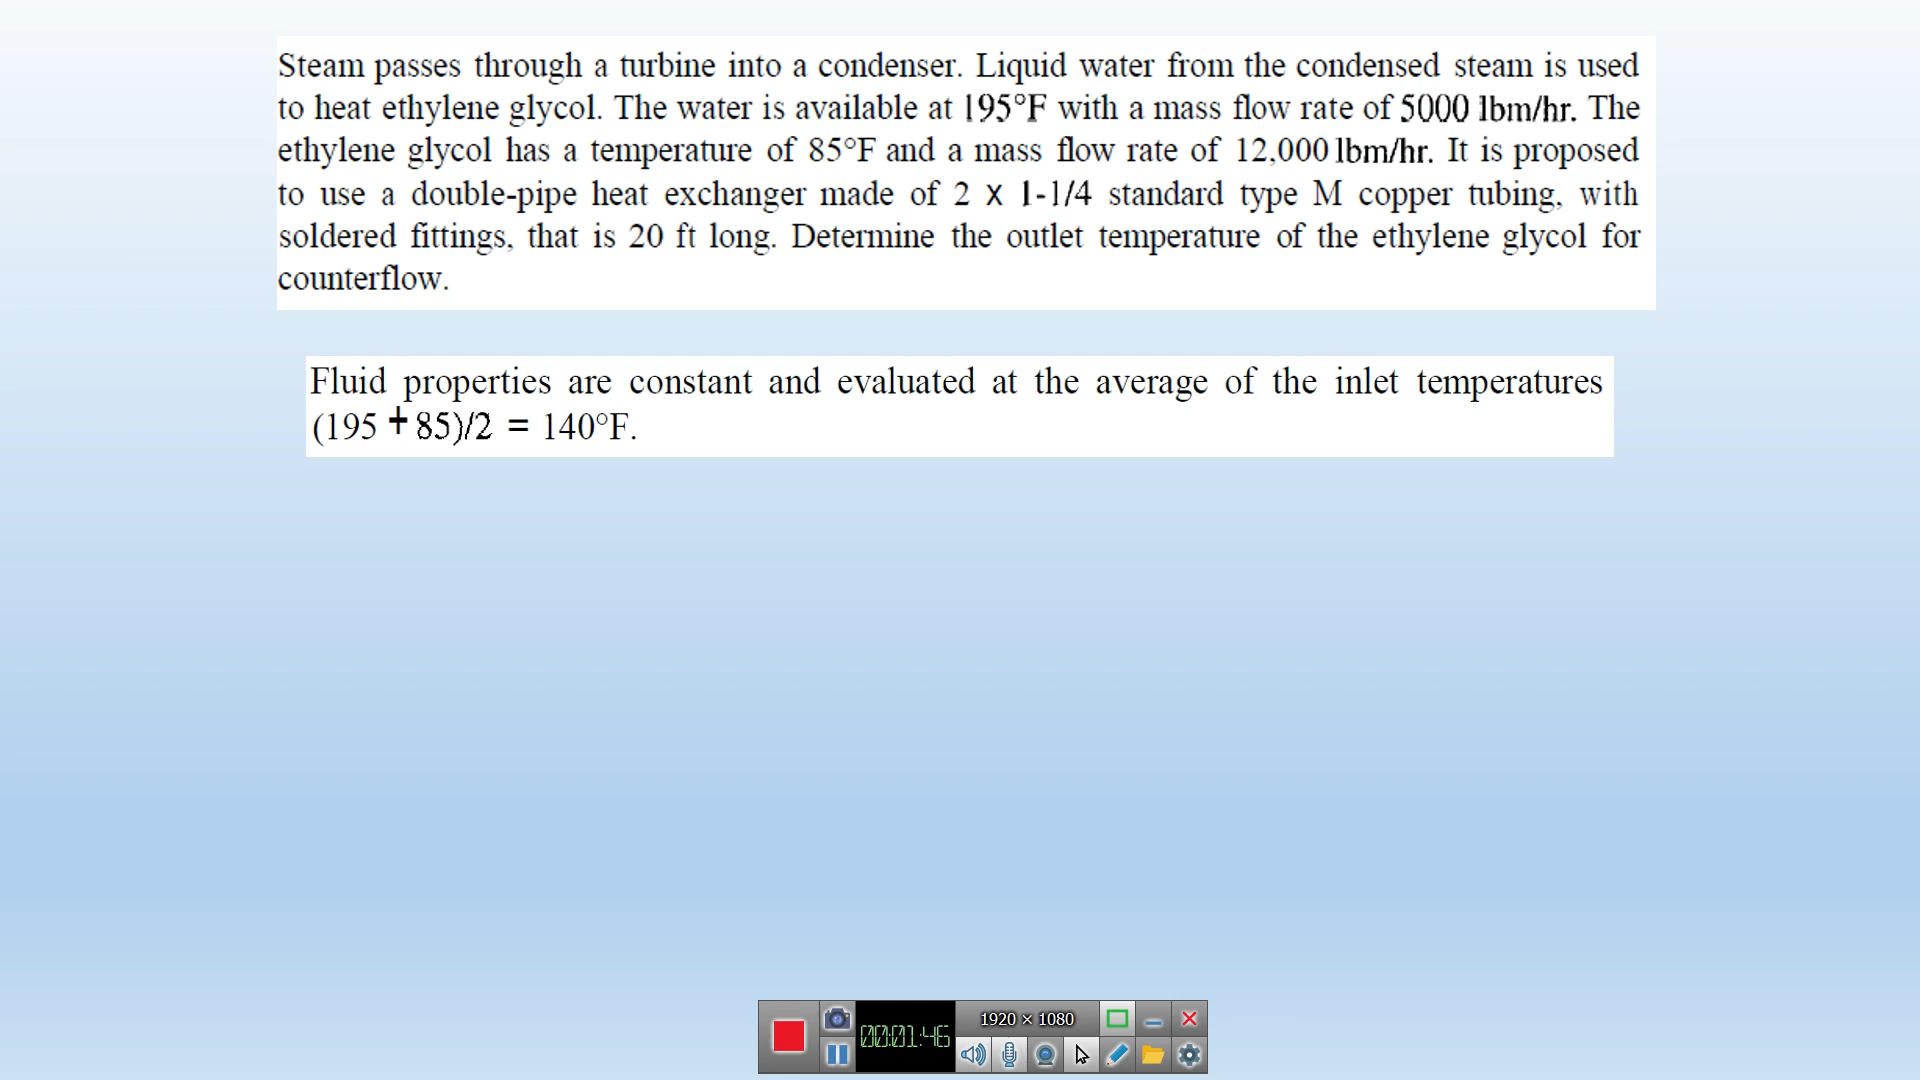 Steam passes through a turbine into a condenser. Liquid water from the condensed steam is used
to heat ethylene glycol. The water is available at 195°F with a mass flow rate of 5000 lbm/hr. The
ethylene glycol has a temperature of 85°F and a mass flow rate of 12,000 lbm/hr. It is proposed
to use a double-pipe heat exchanger made of 2 x 1-1/4 standard type M copper tubing, with
soldered fittings, that is 20 ft long. Determine the outlet temperature of the ethylene glycol for
counterflow.
Fluid properties are constant and evaluated at the average of the inlet temperatures
(195 + 85)/2 = 140°F.
1920 × 1080
00:01:46